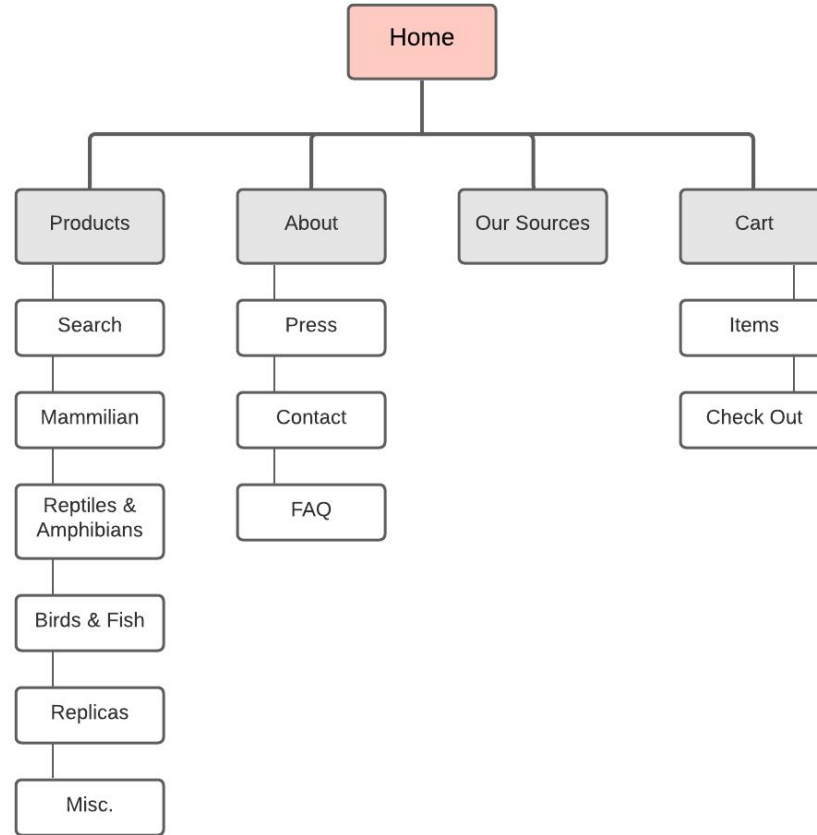 Home
Products
About
Our Sources
Cart
Search
Press
Items
Mammilian
Contact
Check Out
Reptiles &
Amphibians
FAQ
Birds & Fish
Replicas
Misc.